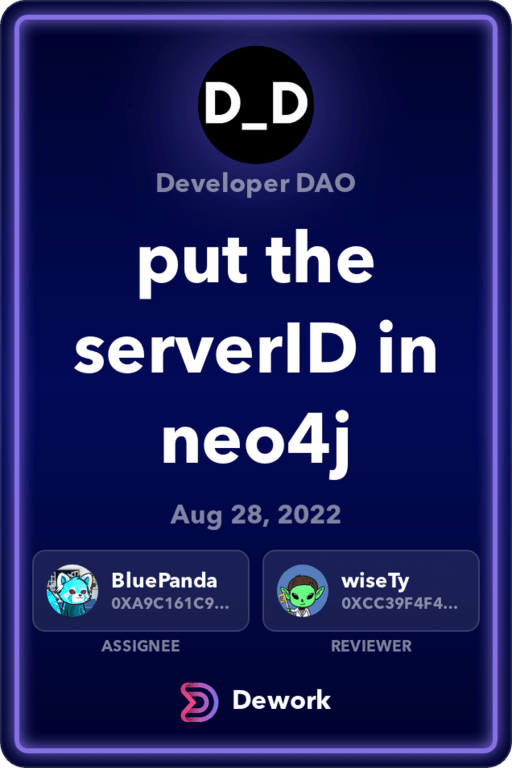 D_D
Developer DAO
put the
serverID in
neo4j
Aug 28, 2022
BluePanda
0XA9C161C9...
wiseTy
0XCC39F4F4...
ASSIGNEE
REVIEWER
Dework